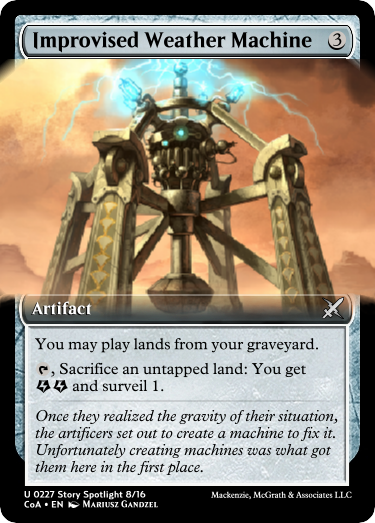 Improvised Weather Machine 3
Artifact
You may play lands from your graveyard.
, Sacrifice an untapped land: You get
and surveil 1.
Once they realized the gravity of their situation,
the artificers set out to create a machine to fix it.
Unfortunately creating machines was what got
them here in the first place.
U 0227 Story Spotlight 8/16
CoA • EN Mariusz Gandzel
Mackenzie, McGrath & Associates LLC